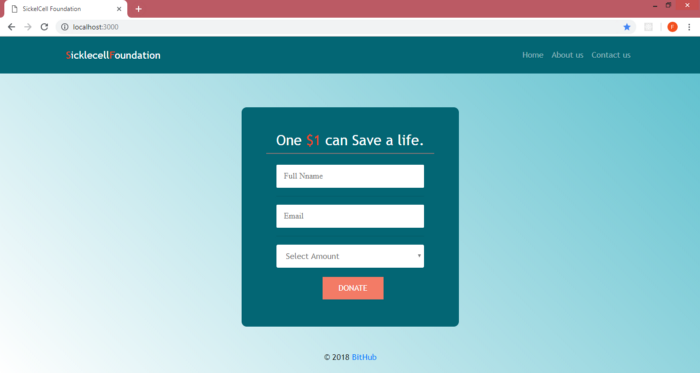 SickelCell Foundation
localhost:3000
F
SicklecellFoundation
Home About us Contact us
One $1 can Save a life.
Full Nname
Email
Select Amount
DONATE
© 2018 BitHub